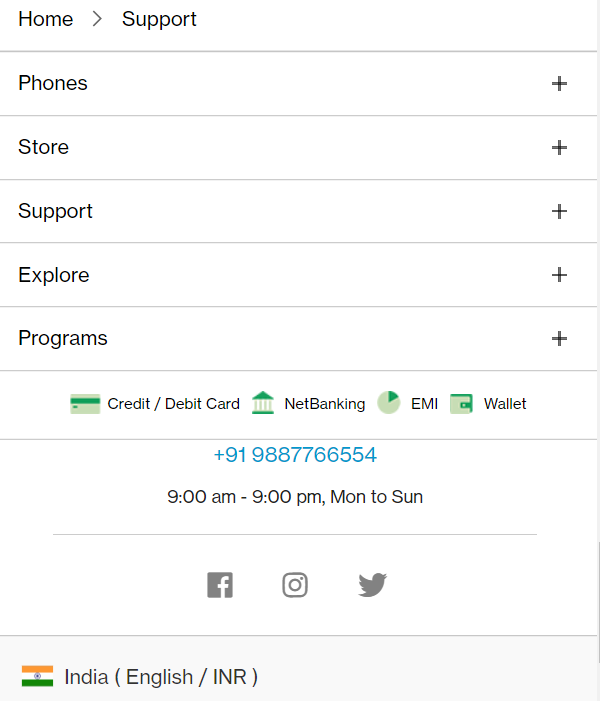 Home > Support
Phones
Store
Support
Explore
Programs
Credit / Debit Card NetBanking EMI Wallet
+91 9887766554
9:00 am - 9:00 pm, Mon to Sun
India ( English / INR )